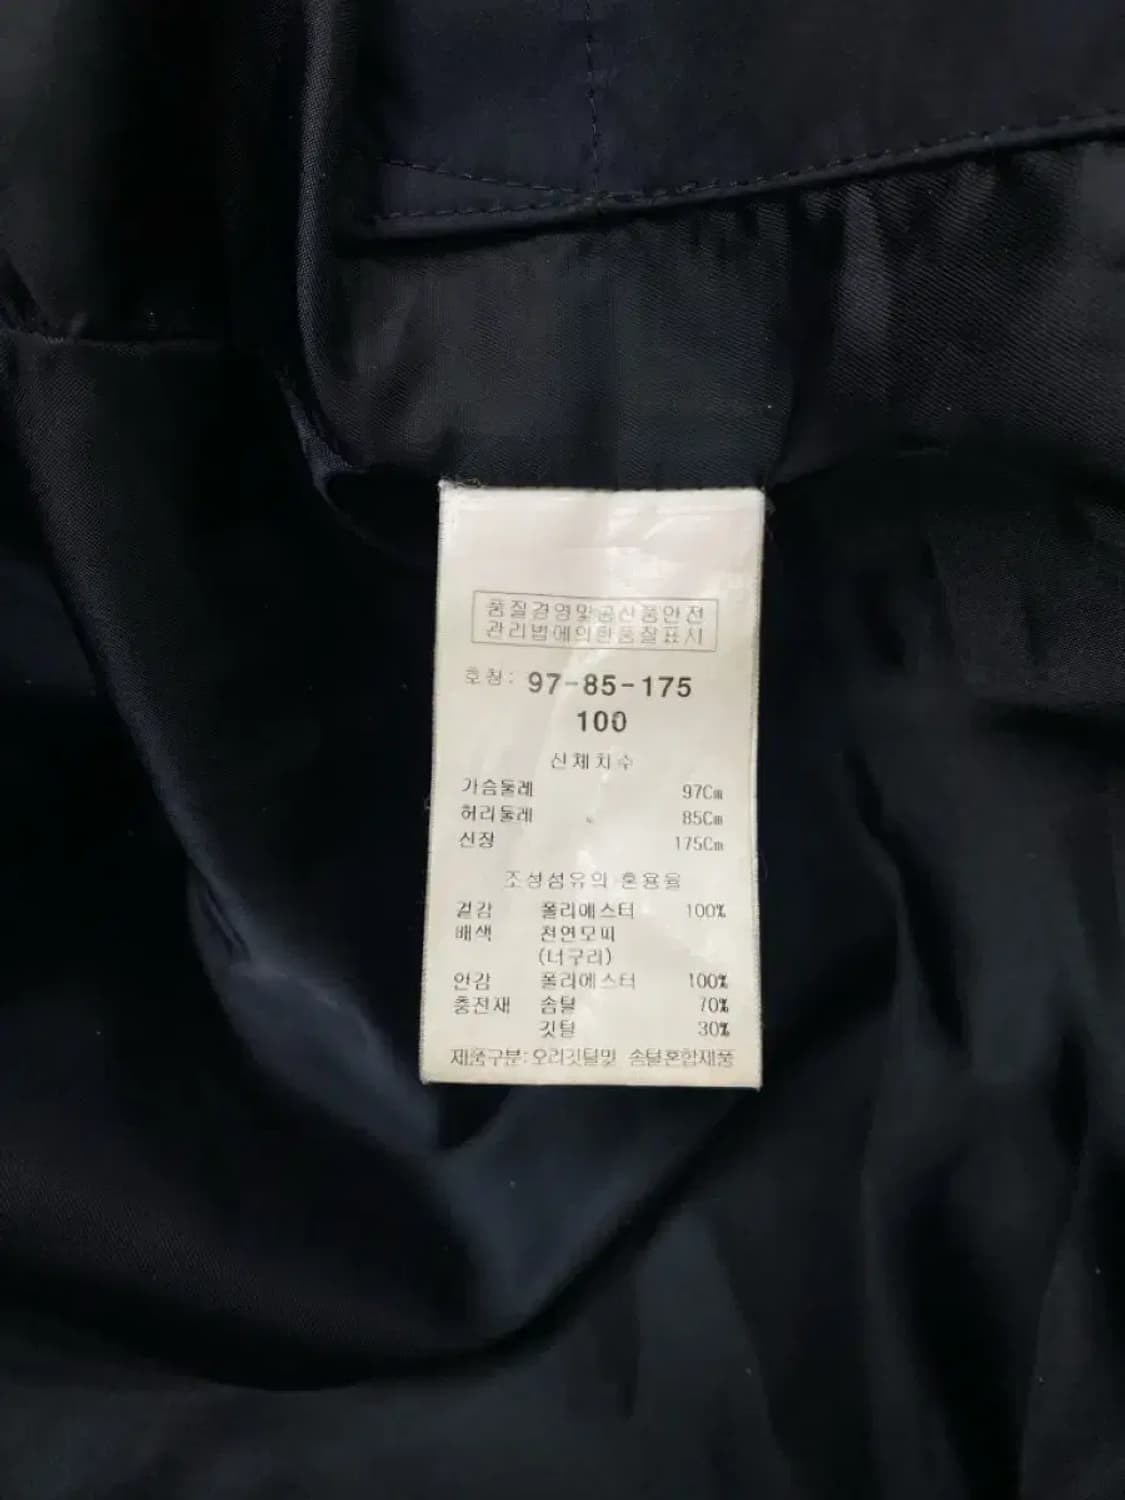 품질경영및공산품안전
관리법에의한품질표시
호칭: 97-85-175
100
신체치수
가슴둘레 97Cm
허리둘레 85Cm
신장 175Cm
조성섬유의 혼용율
겉감 폴리에스터 100%
배색 천연모피
(너구리)
안감 폴리에스터 100%
충전재 솜털 70%
깃털 30%
제품구분: 오리깃털및 솜털혼합제품